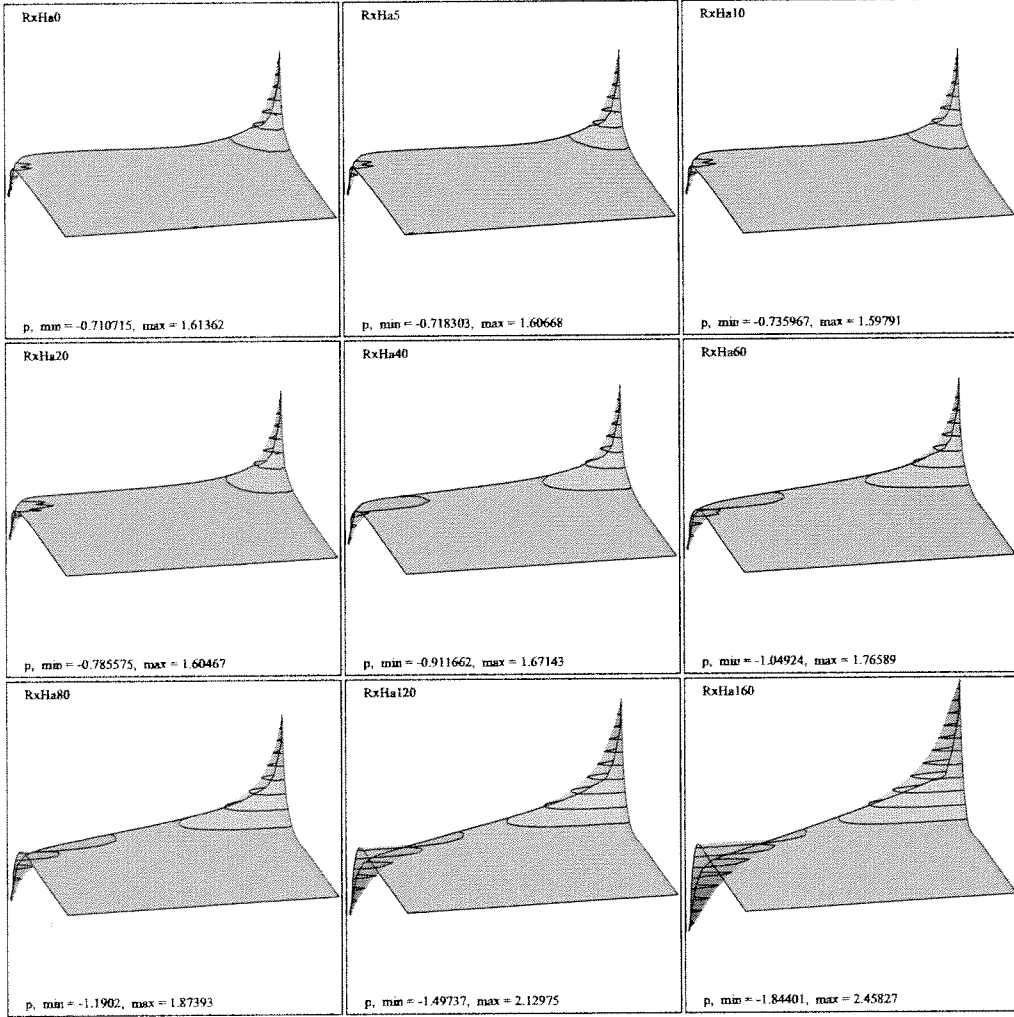 RxHa0
p, min = -0.710715, max = 1.61362
RxHa5
p, min = -0.718303, max = 1.60668
RxHa10
p, min = -0.735967, max = 1.59791
RxHa20
p, min = -0.785575, max = 1.60467
RxHa40
p, min = -0.911662, max = 1.67143
RxHa60
p, min = -1.04924, max = 1.76589
RxHa80
p, min = -1.1902, max = 1.87393
RxHa120
p, min = -1.49737, max = 2.12975
RxHa160
p, min = -1.84401, max = 2.45827